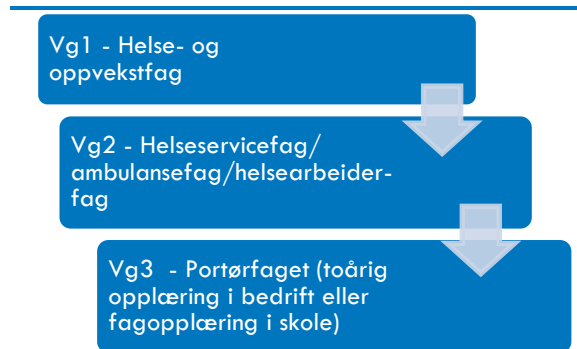 Vg1 - Helse- og
oppvekstfag
Vg2 - Helseservicefag/
ambulansefag/helsearbeider-
fag
Vg3  - Portørfaget (toårig
opplæring i bedrift eller
fagopplæring i skole)